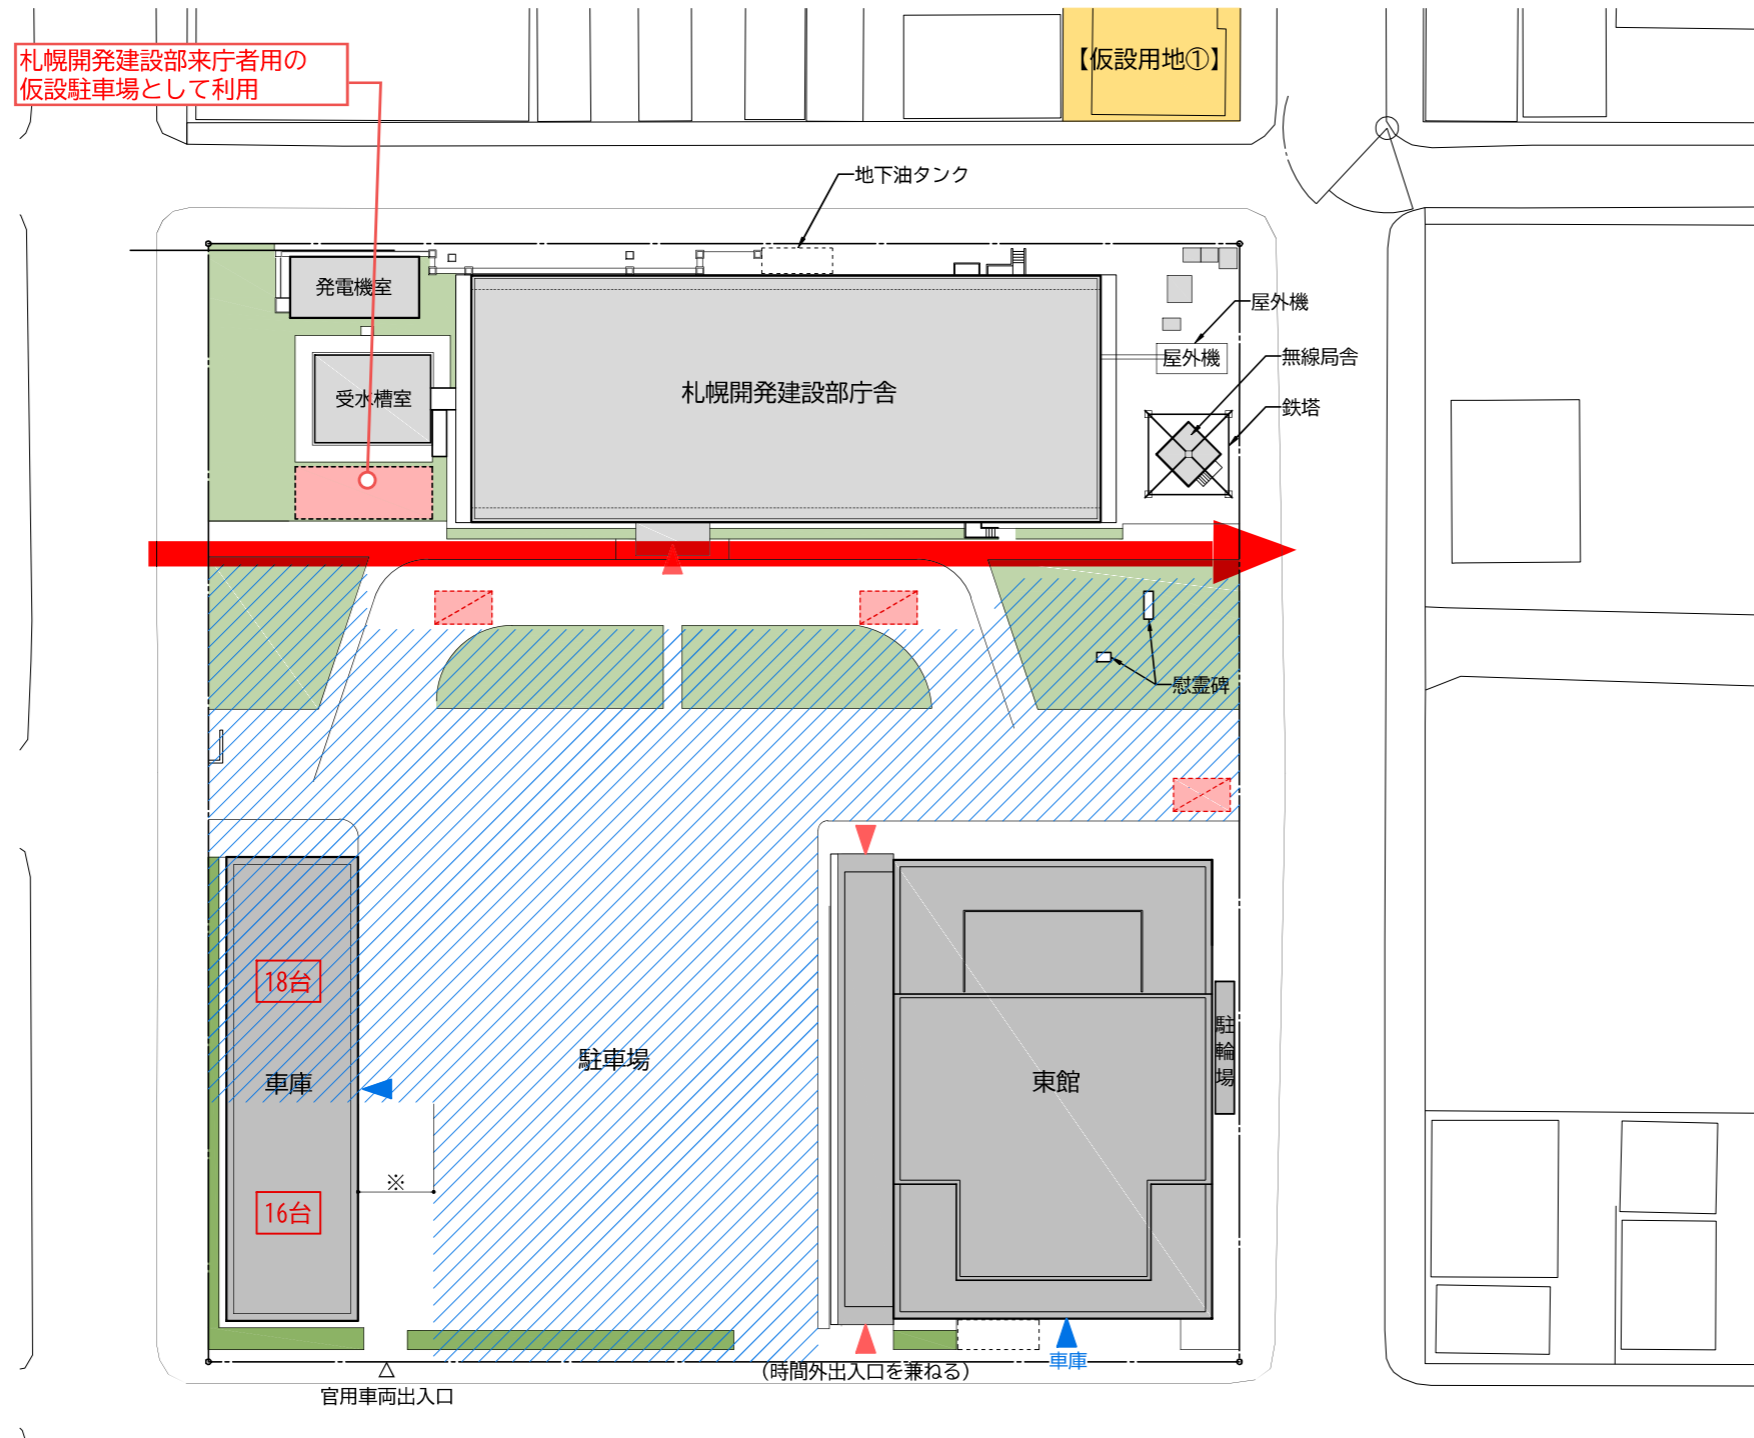 札幌開発建設部来庁者用の
仮設駐車場として利用
【仮設用地①】
地下油タンク
発電機室
屋外機
屋外機
無線局舎
受水槽室
札幌開発建設部庁舎
鉄塔
慰霊碑
18台
駐車場
車庫
東館
駐輪場
※
16台
(時間外出入口を兼ねる)
車庫
官用車両出入口